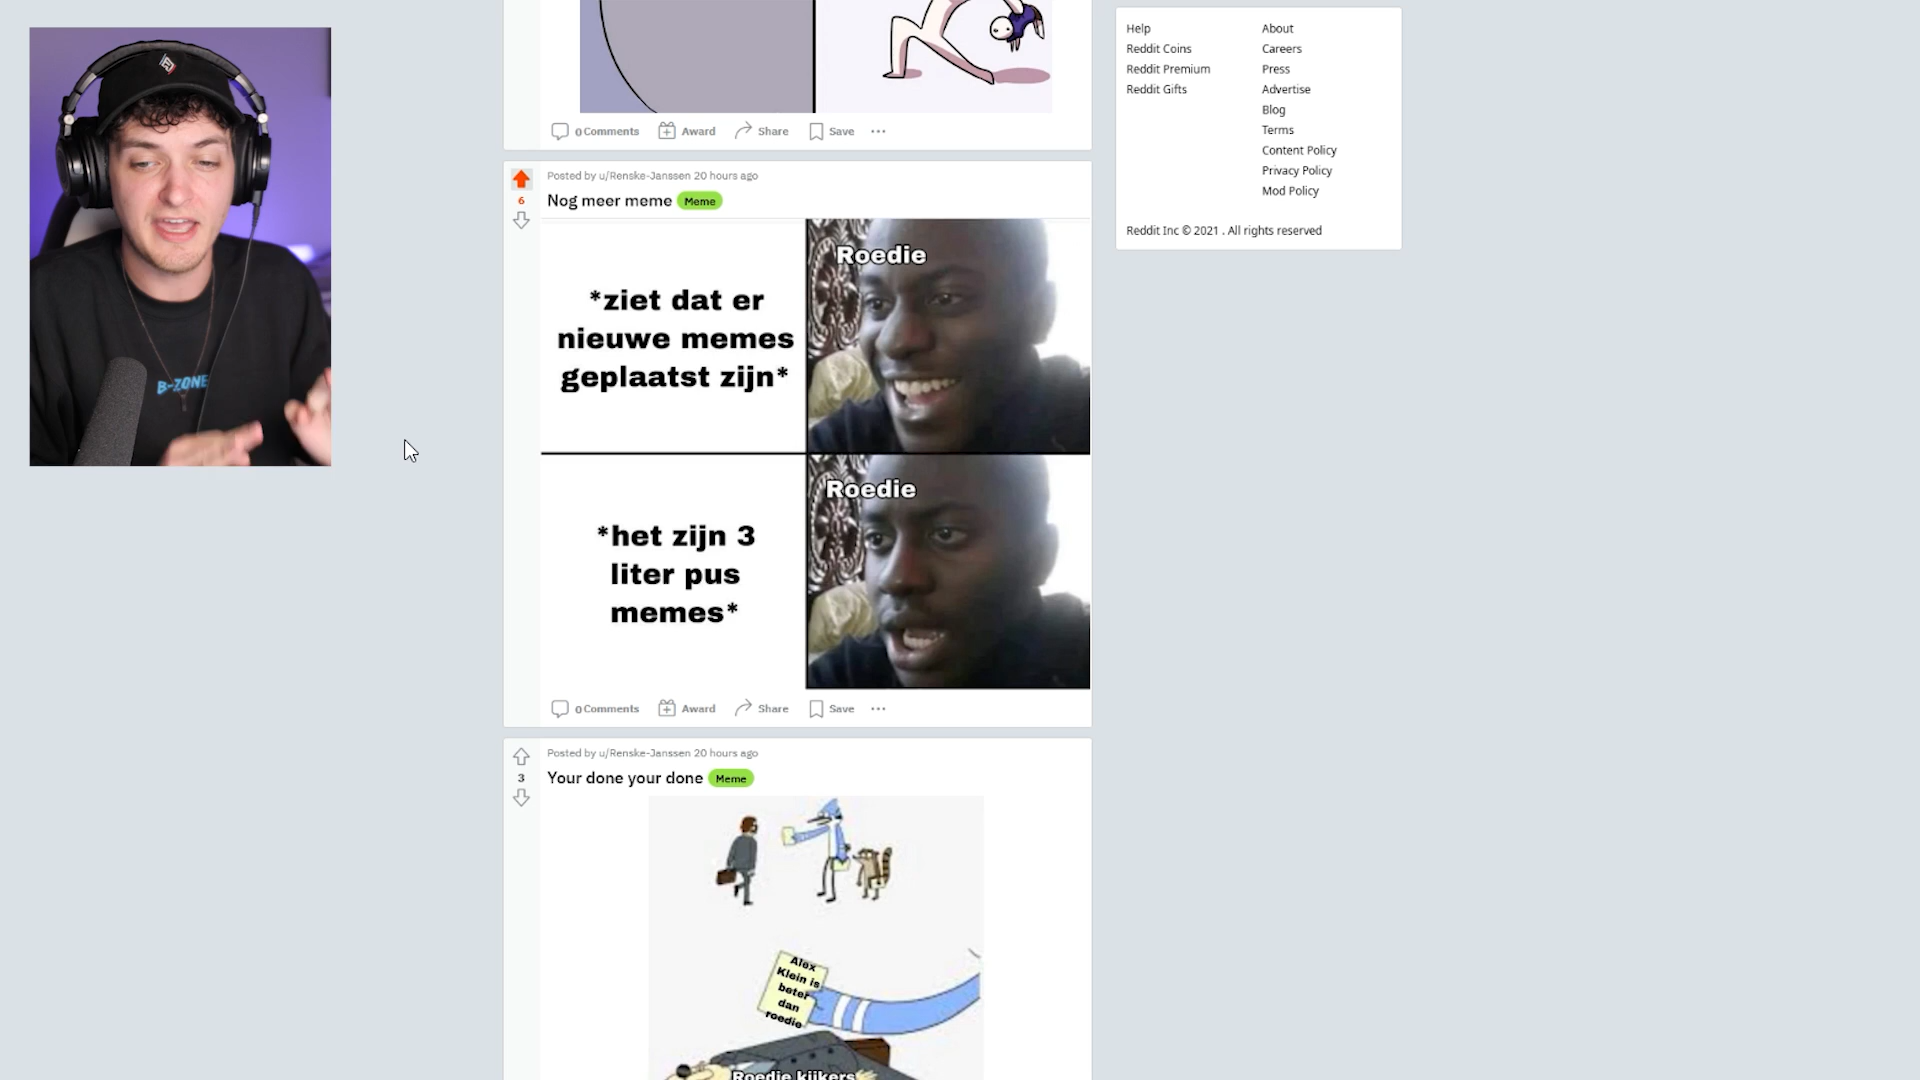 Help
About
Reddit Coins
Careers
Reddit Premium
Press
Reddit Gifts
Advertise
Blog
Terms
Content Policy
Privacy Policy
Mod Policy
Reddit Inc © 2021 . All rights reserved
B-ZONE
0 Comments Award Share Save
Posted by u/Renske-Janssen 20 hours ago
6
Nog meer meme Meme
*ziet dat er
nieuwe memes
geplaatst zijn*
Roedie
*het zijn 3
liter pus
memes*
Roedie
0 Comments Award Share Save
Posted by u/Renske-Janssen 20 hours ago
3
Your done your done Meme
Alex
Klein is
beter
dan
roedie
Roedie kijkers